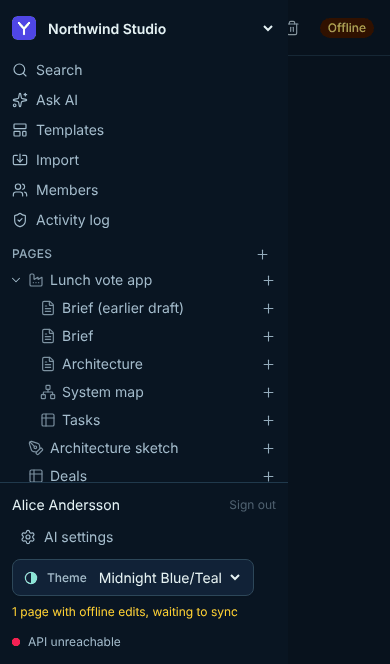 Northwind Studio
Offline
Search
Ask AI
Templates
Import
Members
Activity log
PAGES
Lunch vote app
Brief (earlier draft)
Brief
Architecture
System map
Tasks
Architecture sketch
Deals
Alice Andersson
Sign out
AI settings
Theme Midnight Blue/Teal
1 page with offline edits, waiting to sync
API unreachable